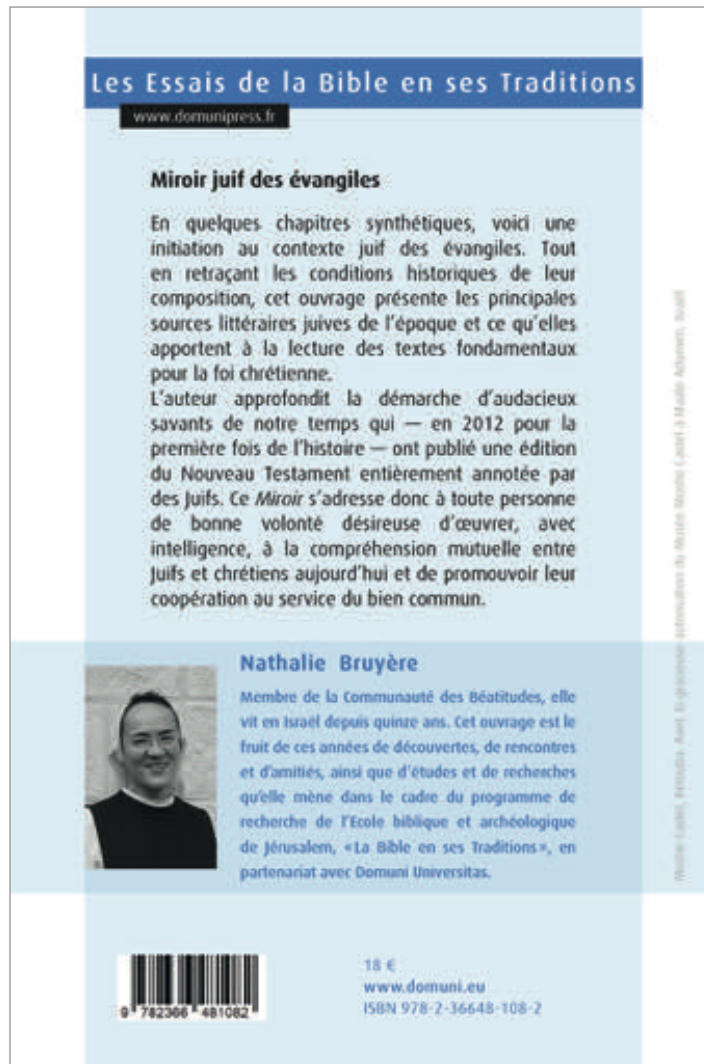 Les Essais de la Bible en ses Traditions
www.domunipress.fr
Miroir juif des évangiles
En quelques chapitres synthétiques, voici une
initiation au contexte juif des évangiles. Tout
en retraçant les conditions historiques de leur
composition, cet ouvrage présente les principales
sources littéraires juives de l'époque et ce qu'elles
apportent à la lecture des textes fondamentaux
pour la foi chrétienne.
L'auteur approfondit la démarche d'audacieux
savants de notre temps qui — en 2012 pour la
première fois de l'histoire — ont publié une édition
du Nouveau Testament entièrement annotée par
des Juifs. Ce Miroir s'adresse donc à toute personne
de bonne volonté désireuse d'œuvrer, avec
intelligence, à la compréhension mutuelle entre
Juifs et chrétiens aujourd'hui et de promouvoir leur
coopération au service du bien commun.
Nathalie Bruyère
Membre de la Communauté des Béatitudes, elle
vit en Israël depuis quinze ans. Cet ouvrage est le
fruit de ces années de découvertes, de rencontres
et d'amitiés, ainsi que d'études et de recherches
qu'elle mène dans le cadre du programme de
recherche de l'Ecole biblique et archéologique
de Jérusalem, «La Bible en ses Traditions», en
partenariat avec Domuni Universitas.
18 €
www.domuni.eu
ISBN 978-2-36648-108-2
9 782366 481082